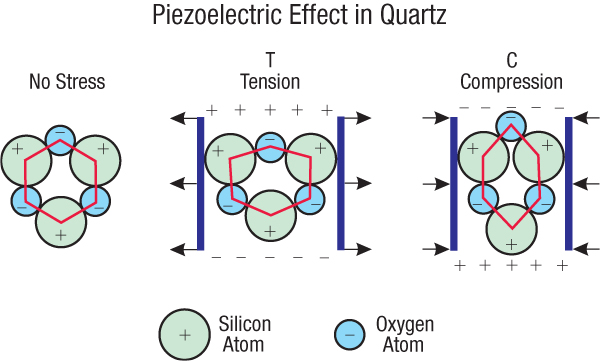 Piezoelectric Effect in Quartz
No Stress
T
Tension
C
Compression
+ + + + +
− − − − −
− + +
− −
+
+ − +
− −
+
−
+ +
− −
+
− − − − −
+ + + + +
+ Silicon
Atom
− Oxygen
Atom